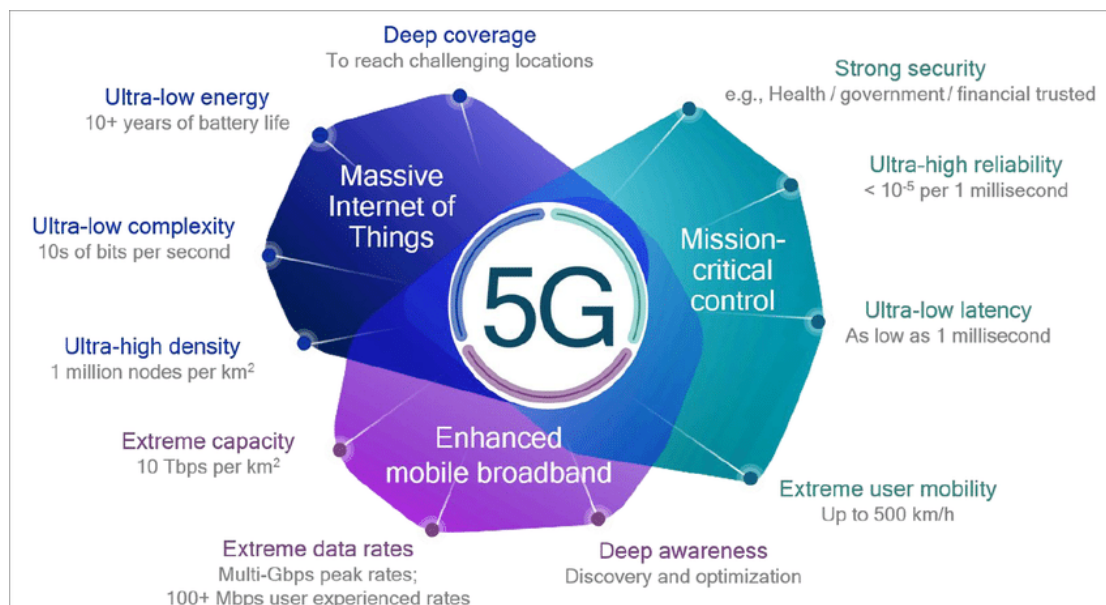 Deep coverage
To reach challenging locations
Strong security
e.g., Health / government / financial trusted
Ultra-low energy
10+ years of battery life
Ultra-high reliability
< 10⁻⁵ per 1 millisecond
Massive
Internet of
Things
Ultra-low complexity
10s of bits per second
Mission-
critical
control
5G
Ultra-low latency
As low as 1 millisecond
Ultra-high density
1 million nodes per km²
Extreme capacity
10 Tbps per km²
Enhanced
mobile broadband
Extreme user mobility
Up to 500 km/h
Extreme data rates
Multi-Gbps peak rates;
100+ Mbps user experienced rates
Deep awareness
Discovery and optimization